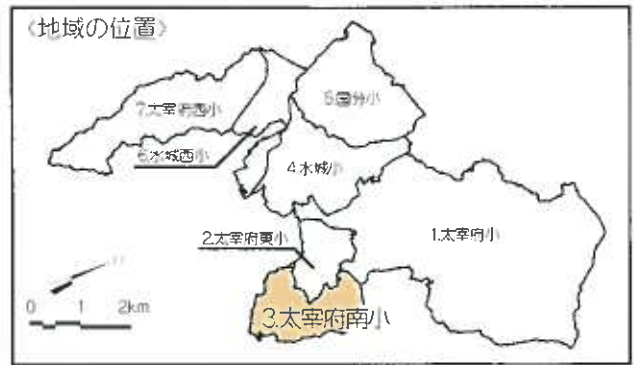 〈地域の位置〉
5.国分小
7.太宰府西小
6.水城西小
4.水城小
2.太宰府東小
1.太宰府小
0 1 2km
3.太宰府南小